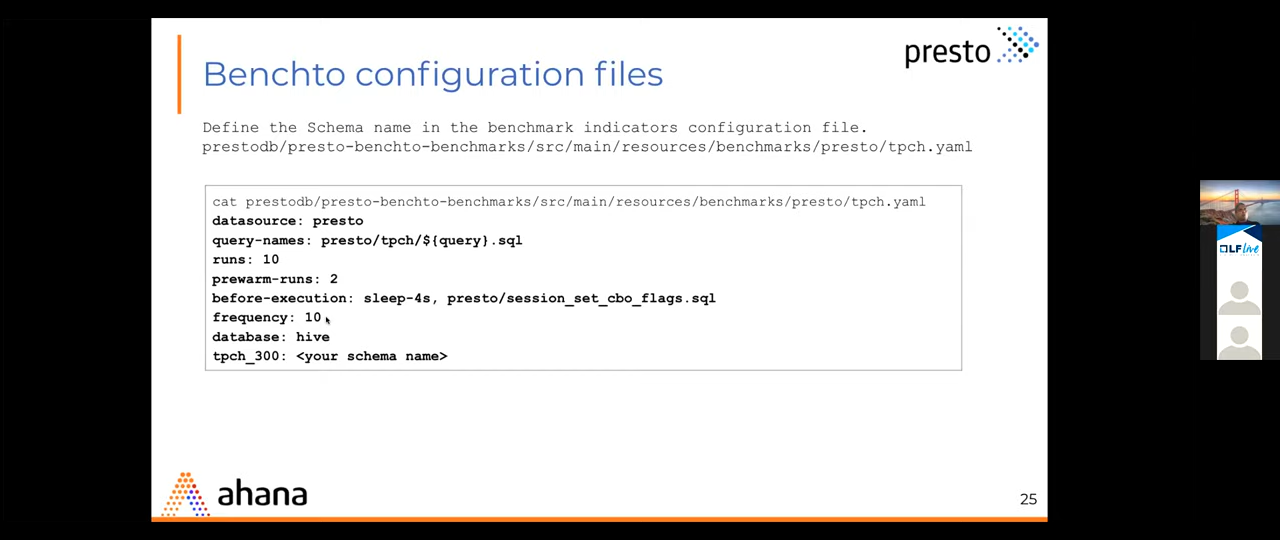 presto
Benchto configuration files
Define the Schema name in the benchmark indicators configuration file.
prestodb/presto-benchto-benchmarks/src/main/resources/benchmarks/presto/tpch.yaml
cat prestodb/presto-benchto-benchmarks/src/main/resources/benchmarks/presto/tpch.yaml
datasource: presto
query-names: presto/tpch/${query}.sql
runs: 10
prewarm-runs: 2
before-execution: sleep-4s, presto/session_set_cbo_flags.sql
frequency: 10
database: hive
tpch_300: <your schema name>
LF live
ahana
25